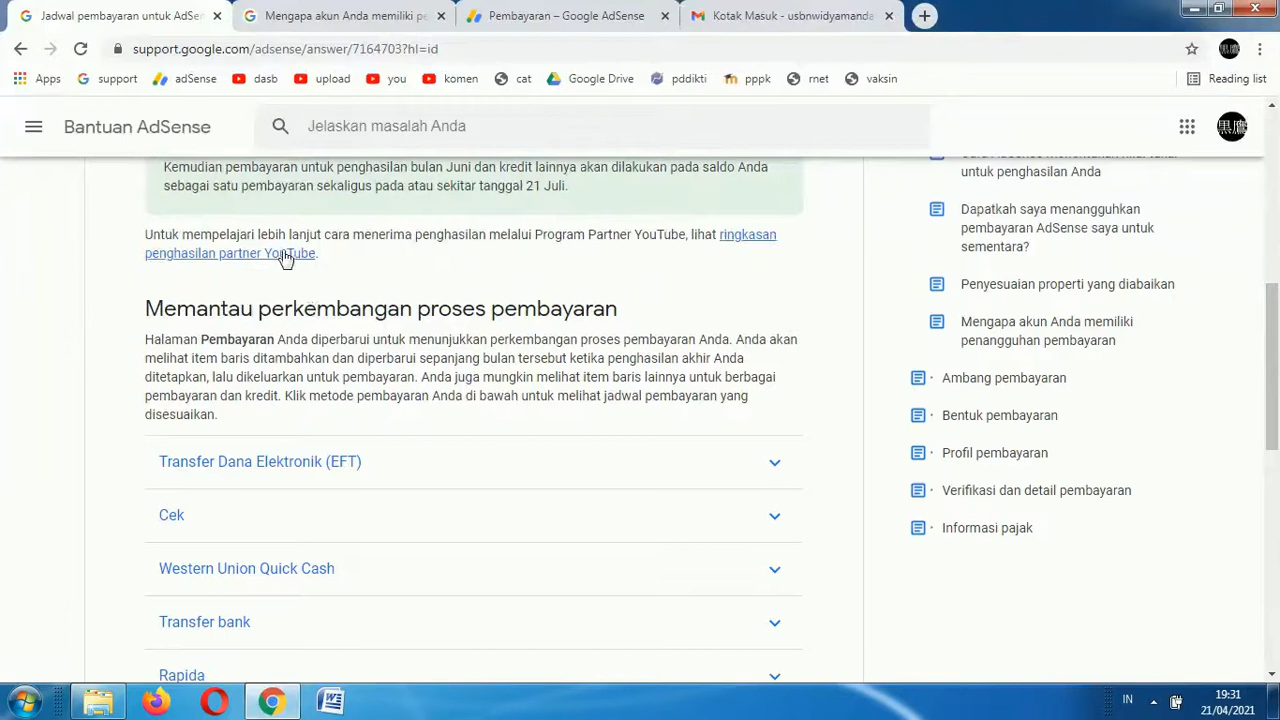 Jadwal pembayaran untuk AdSen
Mengapa akun Anda memiliki pe
Pembayaran - Google AdSense
Kotak Masuk - usbnwidyamanda
support.google.com/adsense/answer/7164703?hl=id
Apps
support
adSense
dasb
upload
you
komen
cat
Google Drive
pddikti
pppk
rnet
vaksin
Reading list
Bantuan AdSense
Jelaskan masalah Anda
Kemudian pembayaran untuk penghasilan bulan Juni dan kredit lainnya akan dilakukan pada saldo Anda
sebagai satu pembayaran sekaligus pada atau sekitar tanggal 21 Juli.
Untuk mempelajari lebih lanjut cara menerima penghasilan melalui Program Partner YouTube, lihat ringkasan
penghasilan partner YouTube.
Memantau perkembangan proses pembayaran
Halaman Pembayaran Anda diperbarui untuk menunjukkan perkembangan proses pembayaran Anda. Anda akan
melihat item baris ditambahkan dan diperbarui sepanjang bulan tersebut ketika penghasilan akhir Anda
ditetapkan, lalu dikeluarkan untuk pembayaran. Anda juga mungkin melihat item baris lainnya untuk berbagai
pembayaran dan kredit. Klik metode pembayaran Anda di bawah untuk melihat jadwal pembayaran yang
disesuaikan.
Transfer Dana Elektronik (EFT)
Cek
Western Union Quick Cash
Transfer bank
Rapida
untuk penghasilan Anda
Dapatkah saya menangguhkan
pembayaran AdSense saya untuk
sementara?
Penyesuaian properti yang diabaikan
Mengapa akun Anda memiliki
penangguhan pembayaran
Ambang pembayaran
Bentuk pembayaran
Profil pembayaran
Verifikasi dan detail pembayaran
Informasi pajak
黒鷹
IN
19:31
21/04/2021